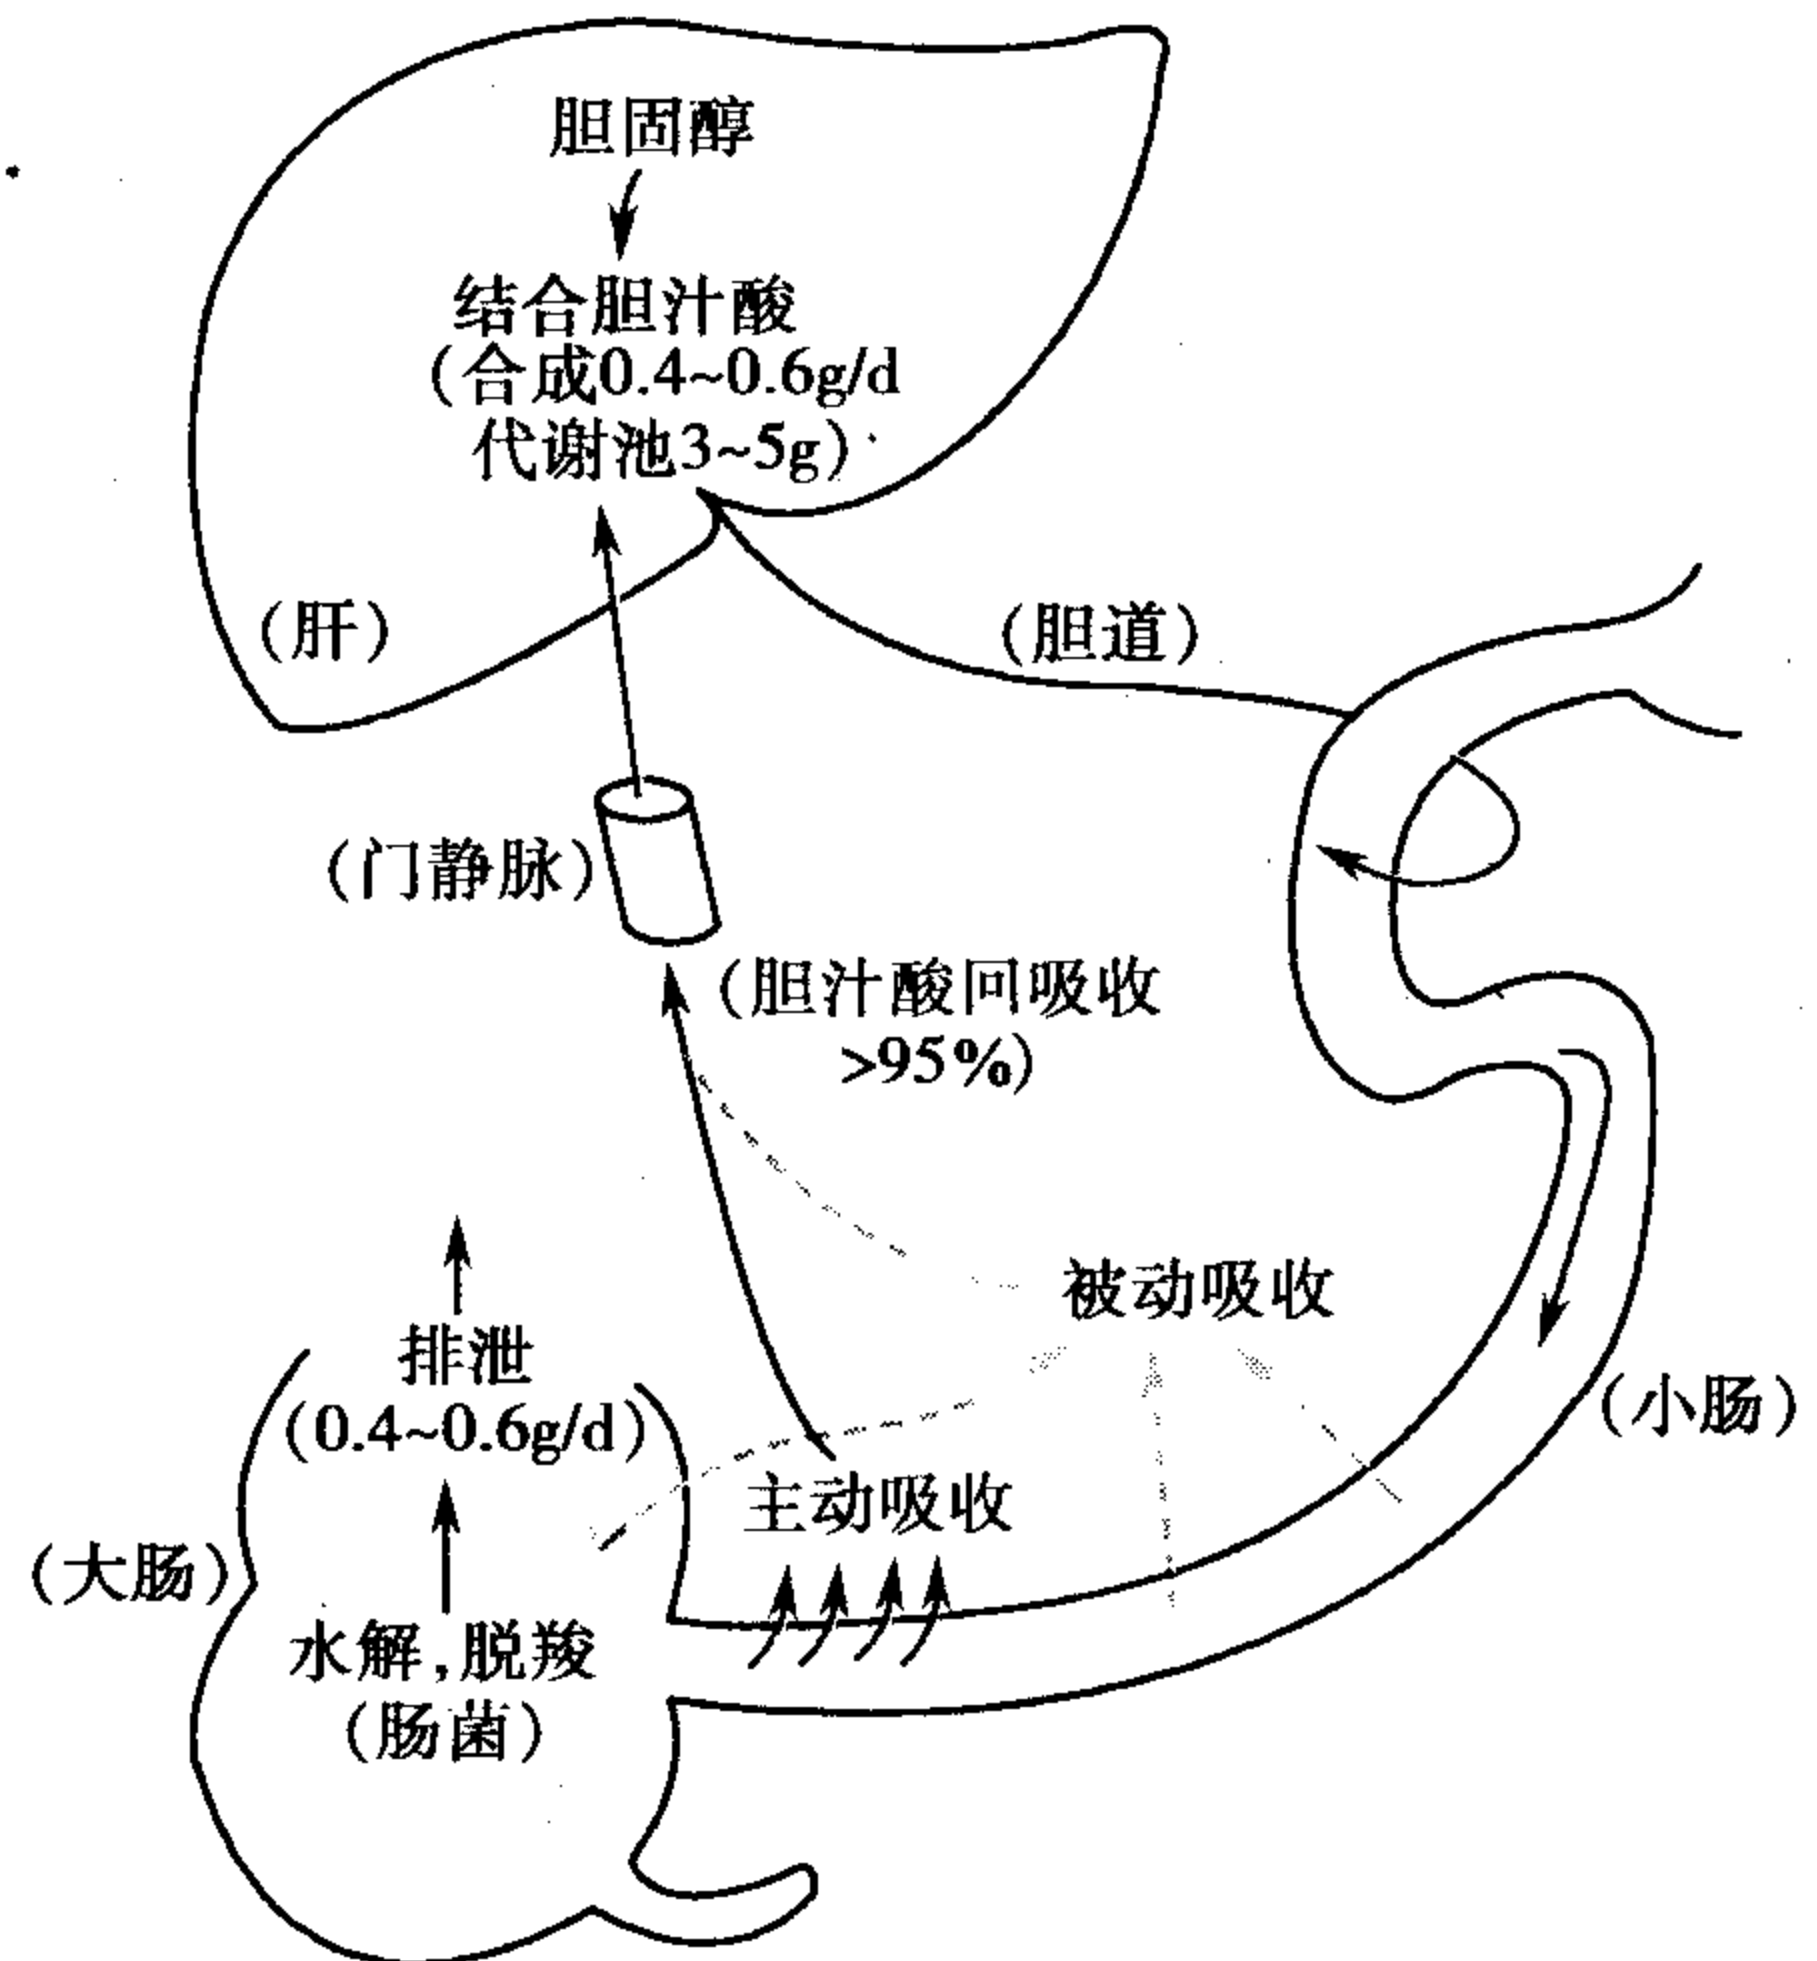 胆固醇
结合胆汁酸
(合成0.4~0.6g/d
代谢池3~5g)
(肝)
(胆道)
(门静脉)
(胆汁酸回吸收
>95%)
被动吸收
排泄
(0.4~0.6g/d)
(小肠)
主动吸收
(大肠)
水解,脱羧
(肠菌)